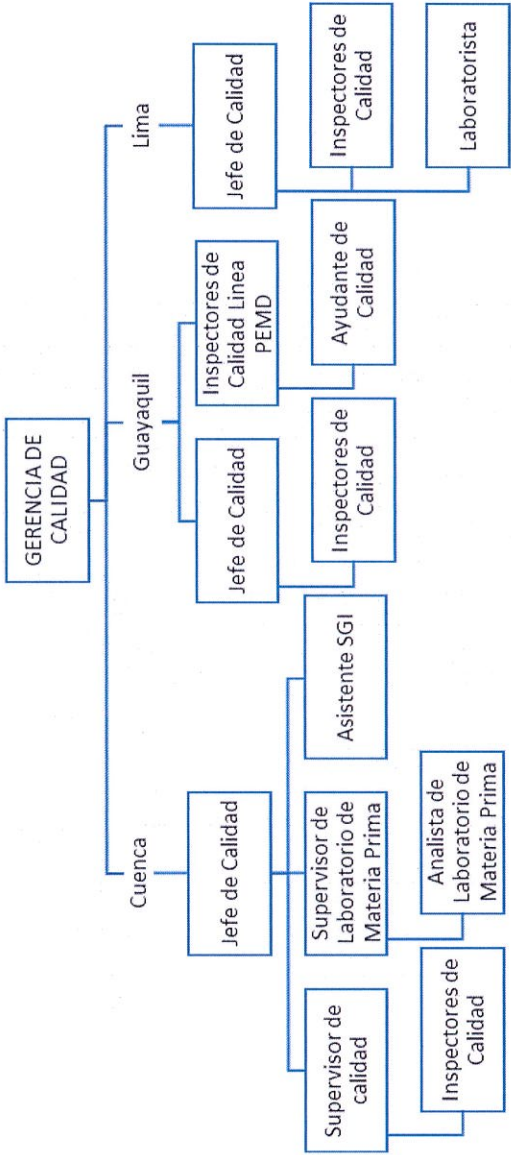 GERENCIA DE
CALIDAD
Cuenca
Guayaquil
Lima
Jefe de Calidad
Jefe de Calidad
Inspectores de
Calidad Linea
PEMD
Jefe de Calidad
Supervisor de
calidad
Supervisor de
Laboratorio de
Materia Prima
Asistente SGI
Inspectores de
Calidad
Ayudante de
Calidad
Inspectores de
Calidad
Inspectores de
Calidad
Analista de
Laboratorio de
Materia Prima
Laboratorista